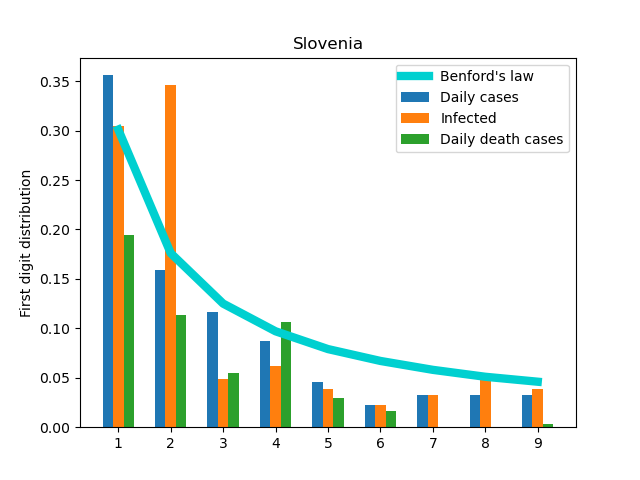 Slovenia
Benford's law
Daily cases
Infected
Daily death cases
First digit distribution
0.35
0.30
0.25
0.20
0.15
0.10
0.05
0.00
1 2 3 4 5 6 7 8 9